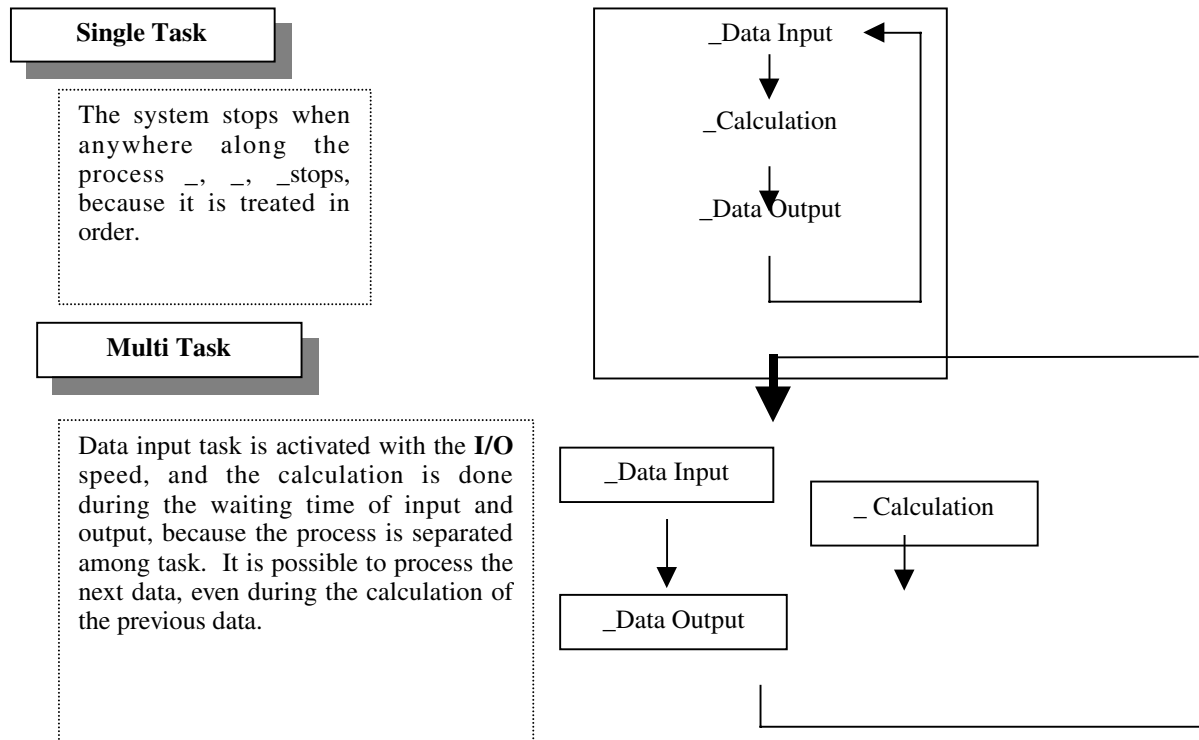 Single Task
The system stops when
anywhere along the
process _, _, _stops,
because it is treated in
order.
_Data Input
_Calculation
_Data Output
Multi Task
Data input task is activated with the I/O
speed, and the calculation is done
during the waiting time of input and
output, because the process is separated
among task. It is possible to process the
next data, even during the calculation of
the previous data.
_Data Input
_ Calculation
_Data Output